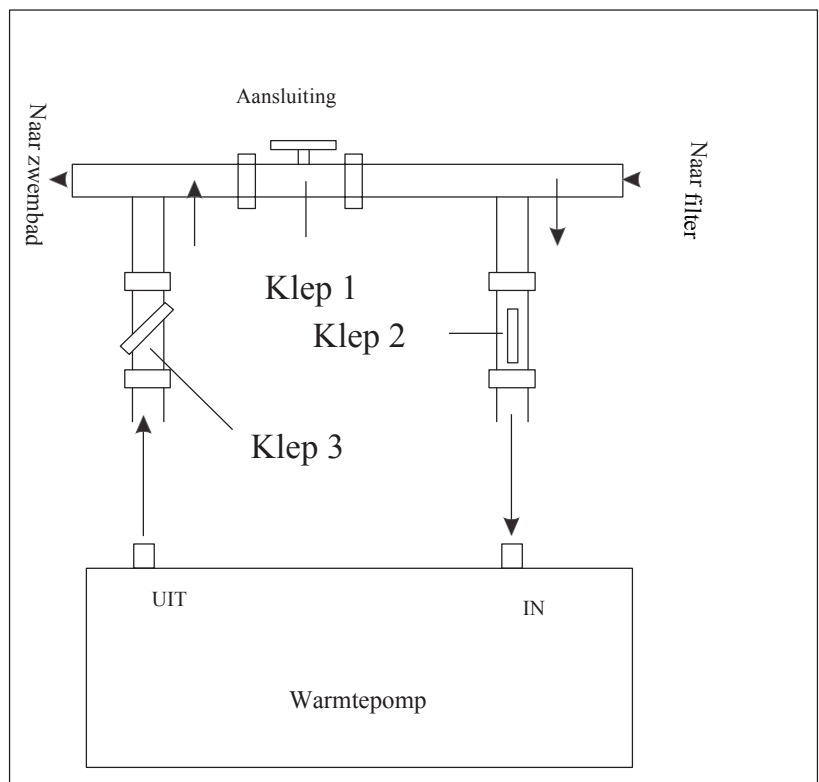 Aansluiting
Naar zwembad
Naar filter
Klep 1
Klep 2
Klep 3
UIT
IN
Warmtepomp